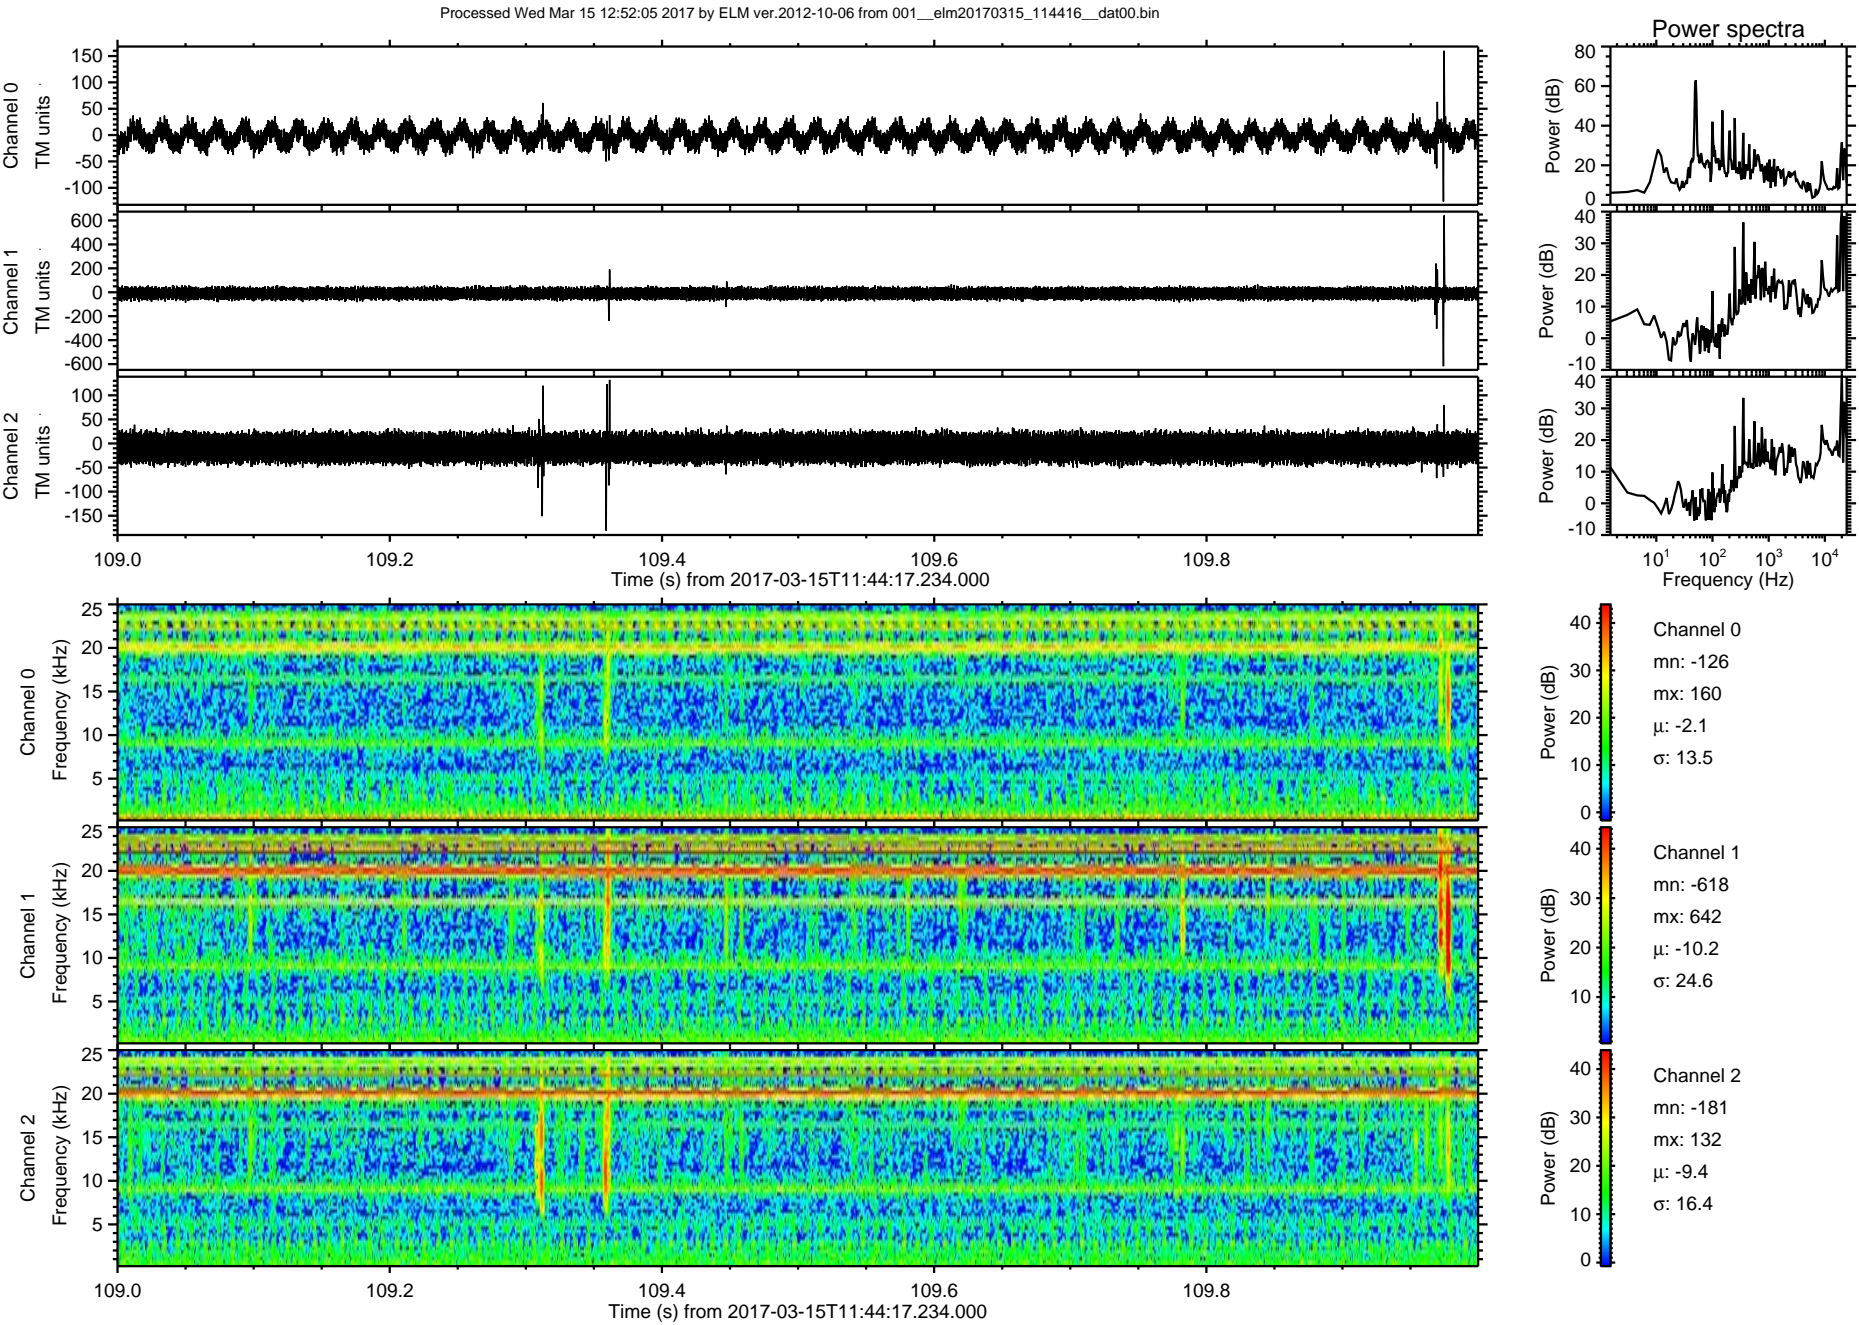 Processed Wed Mar 15 12:52:05 2017 by ELM ver.2012-10-06 from 001__elm20170315_114416__dat00.bin
Power spectra
Channel 0
TM units
150
100
50
0
-50
-100
Power (dB)
80
60
40
20
0
Channel 1
TM units
600
400
200
0
-200
-400
-600
Power (dB)
40
30
20
10
0
-10
Channel 2
TM units
100
50
0
-50
-100
-150
Power (dB)
40
30
20
10
0
-10
109.0 109.2 109.4 109.6 109.8
Time (s) from 2017-03-15T11:44:17.234.000
10^1 10^2 10^3 10^4
Frequency (Hz)
Channel 0
Frequency (kHz)
25
20
15
10
5
Power (dB)
40
30
20
10
0
Channel 0
mn: -126
mx: 160
μ: -2.1
σ: 13.5
Channel 1
Frequency (kHz)
25
20
15
10
5
Power (dB)
40
30
20
10
Channel 1
mn: -618
mx: 642
μ: -10.2
σ: 24.6
Channel 2
Frequency (kHz)
25
20
15
10
5
Power (dB)
40
30
20
10
0
Channel 2
mn: -181
mx: 132
μ: -9.4
σ: 16.4
109.0 109.2 109.4 109.6 109.8
Time (s) from 2017-03-15T11:44:17.234.000